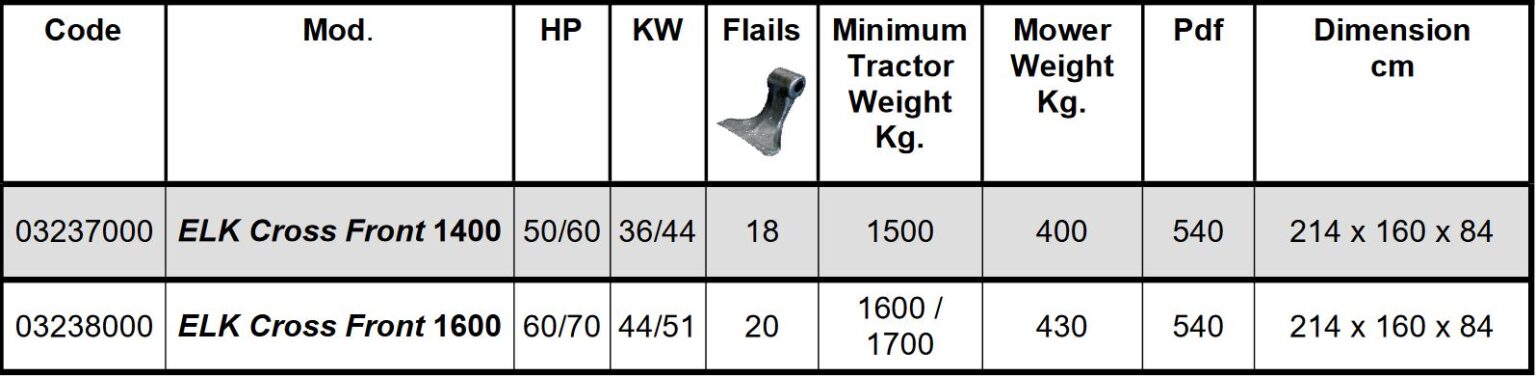 Code Mod. HP KW Flails Minimum Tractor Weight Kg. Mower Weight Kg. Pdf Dimension cm
03237000 ELK Cross Front 1400 50/60 36/44 18 1500 400 540 214 x 160 x 84
03238000 ELK Cross Front 1600 60/70 44/51 20 1600 / 1700 430 540 214 x 160 x 84